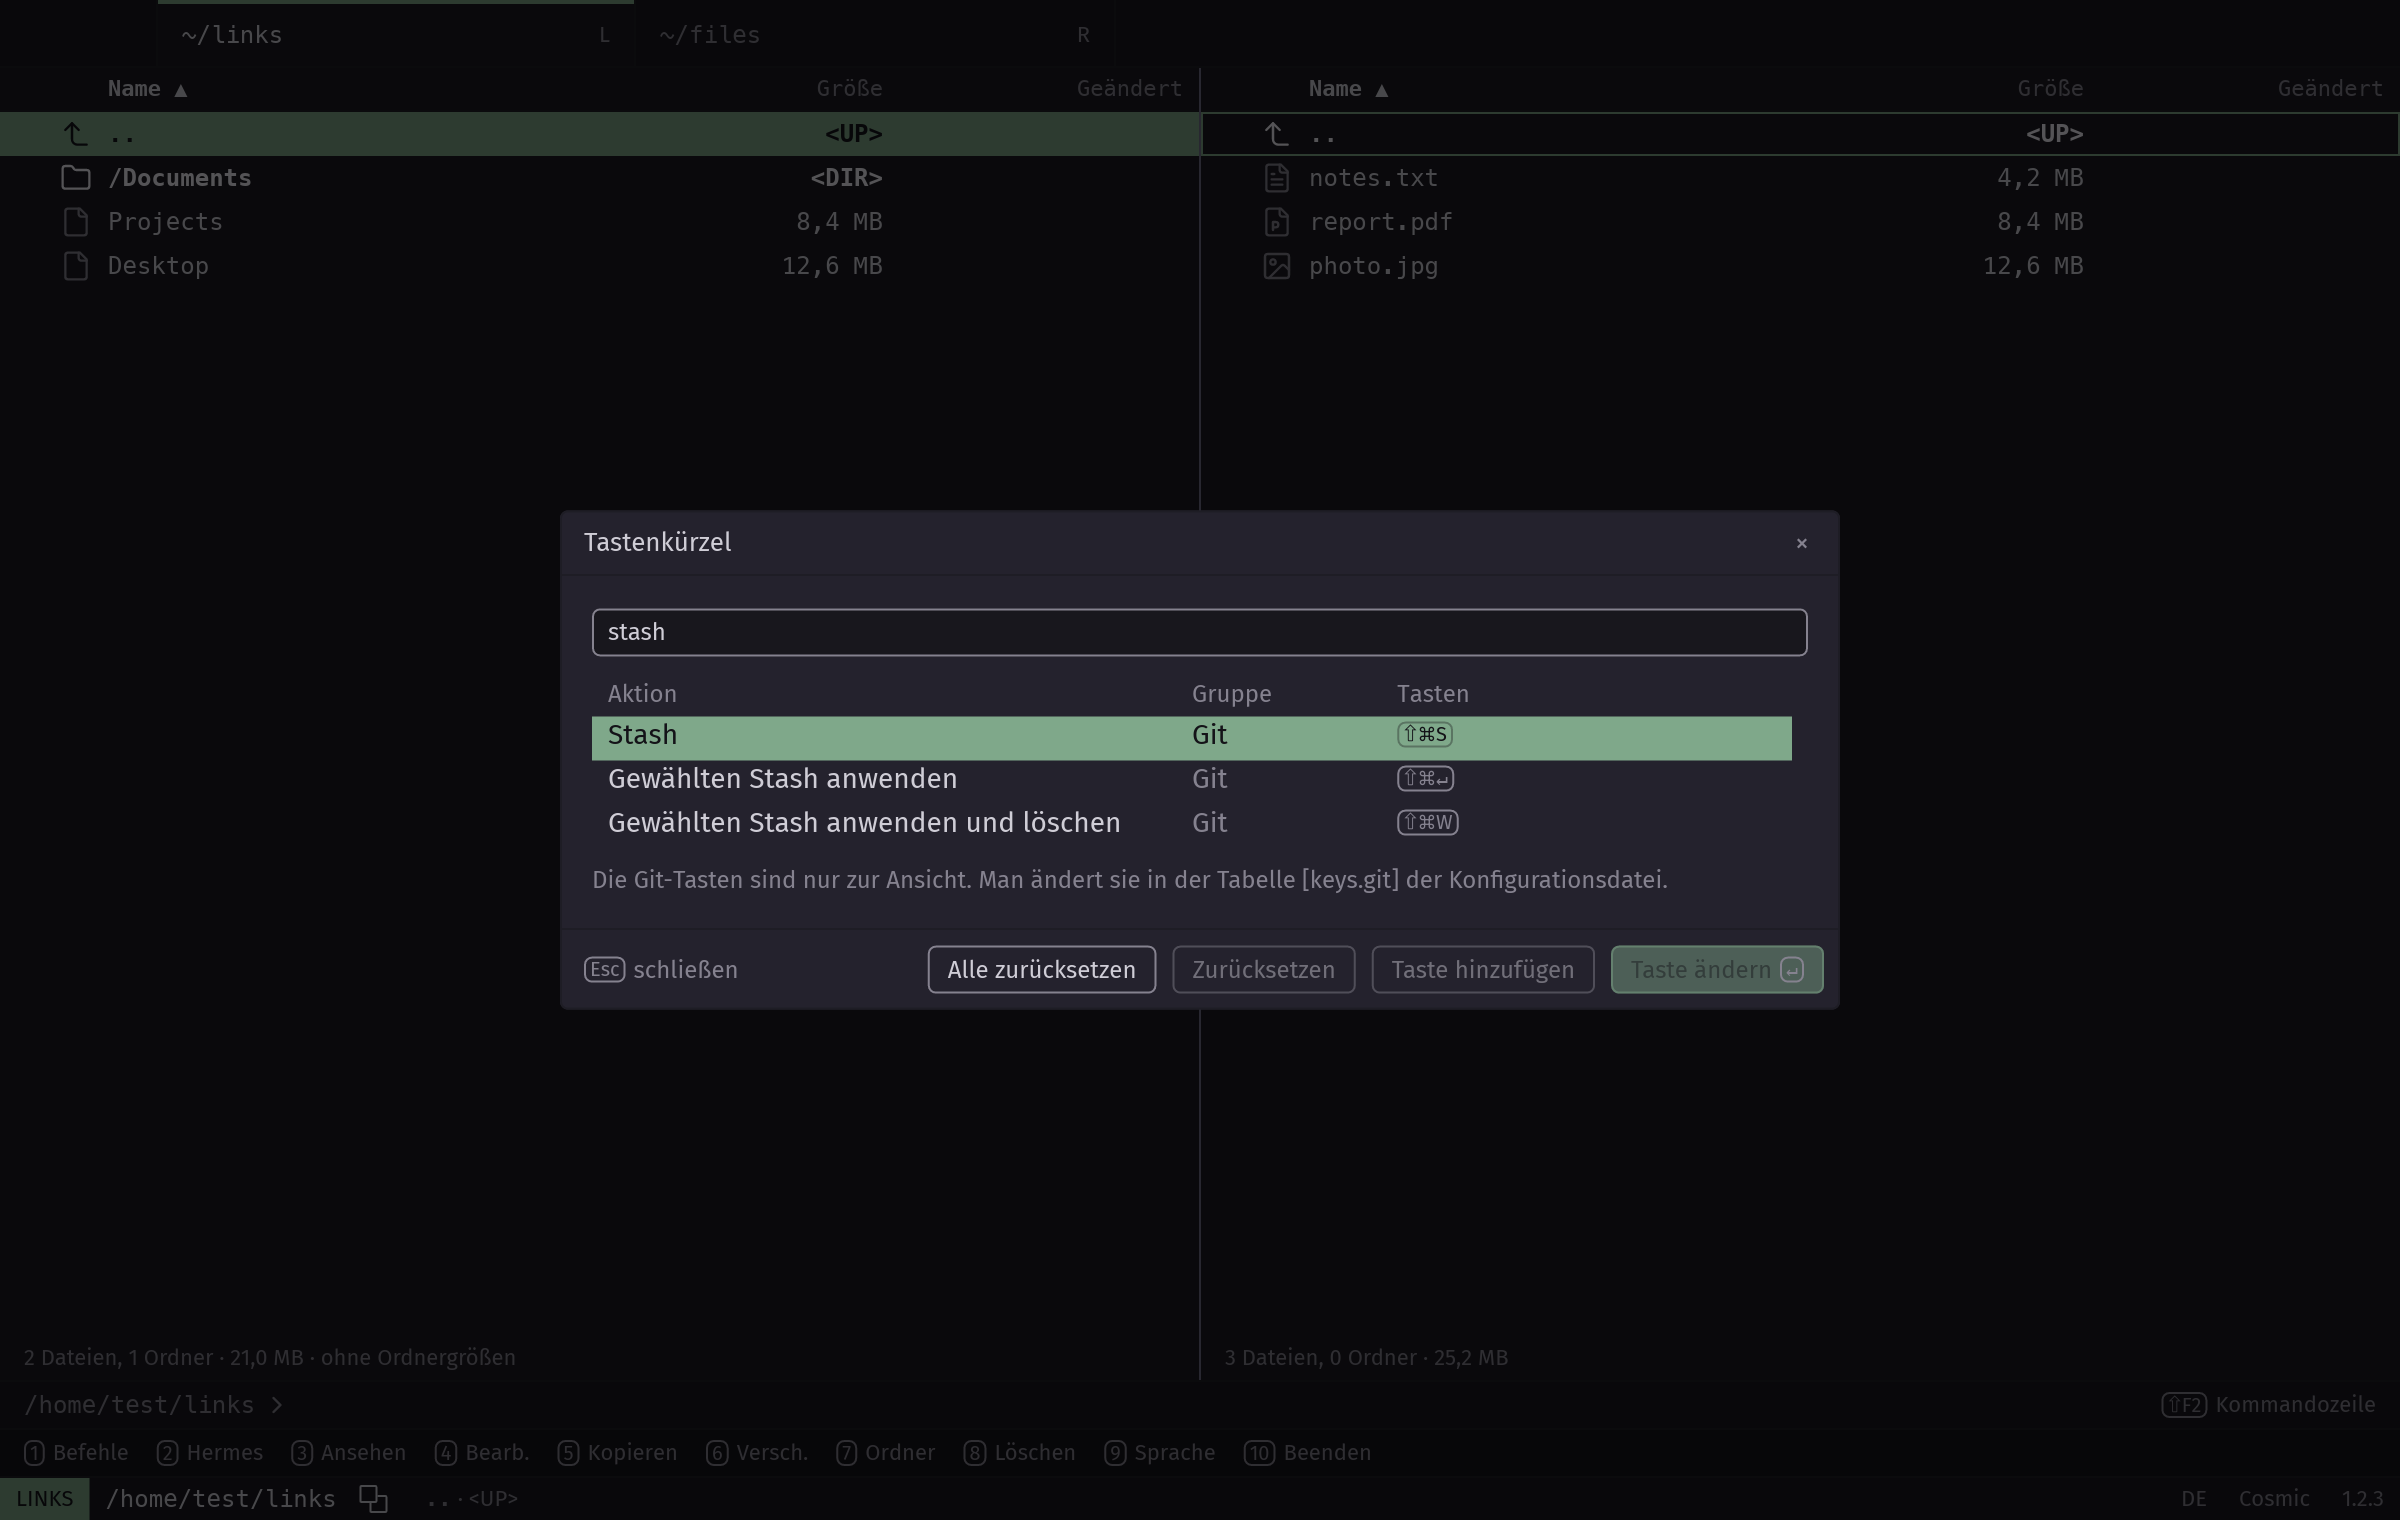 ~/links L ~/files R
Name ▲ Größe Geändert Name ▲ Größe Geändert
.. <UP> .. <UP>
/Documents <DIR> notes.txt 4,2 MB
Projects 8,4 MB report.pdf 8,4 MB
Desktop 12,6 MB photo.jpg 12,6 MB
Tastenkürzel ×
stash
Aktion Gruppe Tasten
Stash Git ⇧⌘S
Gewählten Stash anwenden Git ⇧⌘↵
Gewählten Stash anwenden und löschen Git ⇧⌘W
Die Git-Tasten sind nur zur Ansicht. Man ändert sie in der Tabelle [keys.git] der Konfigurationsdatei.
Esc schließen Alle zurücksetzen Zurücksetzen Taste hinzufügen Taste ändern ↵
2 Dateien, 1 Ordner · 21,0 MB · ohne Ordnergrößen 3 Dateien, 0 Ordner · 25,2 MB
/home/test/links > ⇧F2 Kommandozeile
1 Befehle 2 Hermes 3 Ansehen 4 Bearb. 5 Kopieren 6 Versch. 7 Ordner 8 Löschen 9 Sprache 10 Beenden
LINKS /home/test/links .. · <UP> DE Cosmic 1.2.3